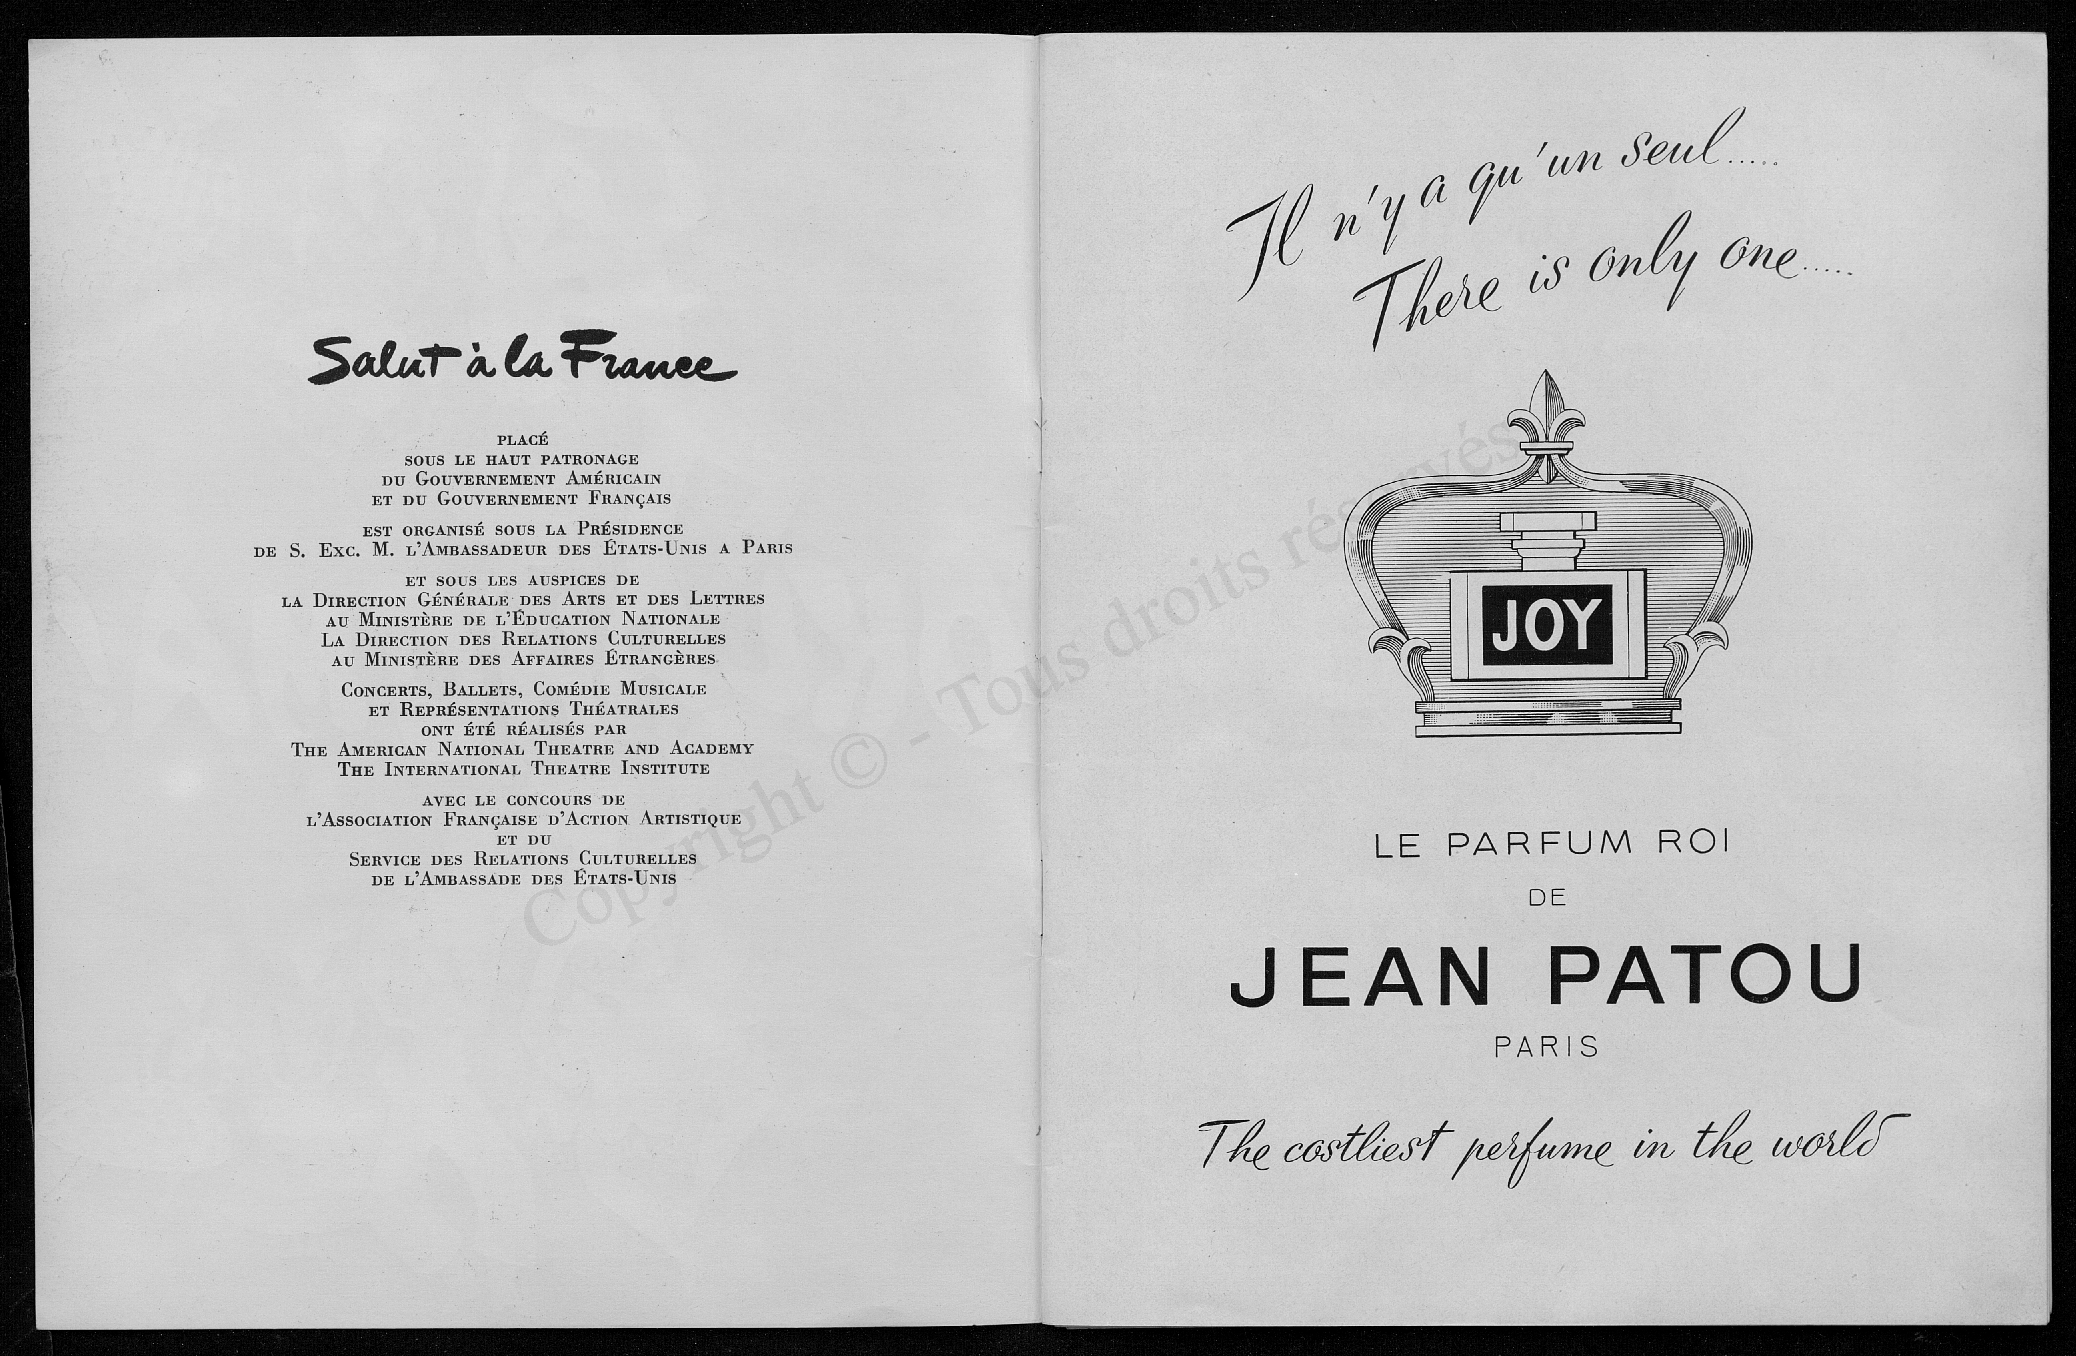 Salut à la France
PLACÉ
SOUS LE HAUT PATRONAGE
DU GOUVERNEMENT AMÉRICAIN
ET DU GOUVERNEMENT FRANÇAIS
EST ORGANISÉ SOUS LA PRÉSIDENCE
DE S. EXC. M. L'AMBASSADEUR DES ÉTATS-UNIS A PARIS
ET SOUS LES AUSPICES DE
LA DIRECTION GÉNÉRALE DES ARTS ET DES LETTRES
AU MINISTÈRE DE L'ÉDUCATION NATIONALE
LA DIRECTION DES RELATIONS CULTURELLES
AU MINISTÈRE DES AFFAIRES ÉTRANGÈRES
CONCERTS, BALLETS, COMÉDIE MUSICALE
ET REPRÉSENTATIONS THÉATRALES
ONT ÉTÉ RÉALISÉS PAR
THE AMERICAN NATIONAL THEATRE AND ACADEMY
THE INTERNATIONAL THEATRE INSTITUTE
AVEC LE CONCOURS DE
L'ASSOCIATION FRANÇAISE D'ACTION ARTISTIQUE
ET DU
SERVICE DES RELATIONS CULTURELLES
DE L'AMBASSADE DES ÉTATS-UNIS
Il n'y a qu'un seul.....
There is only one.....
JOY
LE PARFUM ROI
DE
JEAN PATOU
PARIS
The costliest perfume in the world
Copyright © - Tous droits réservés